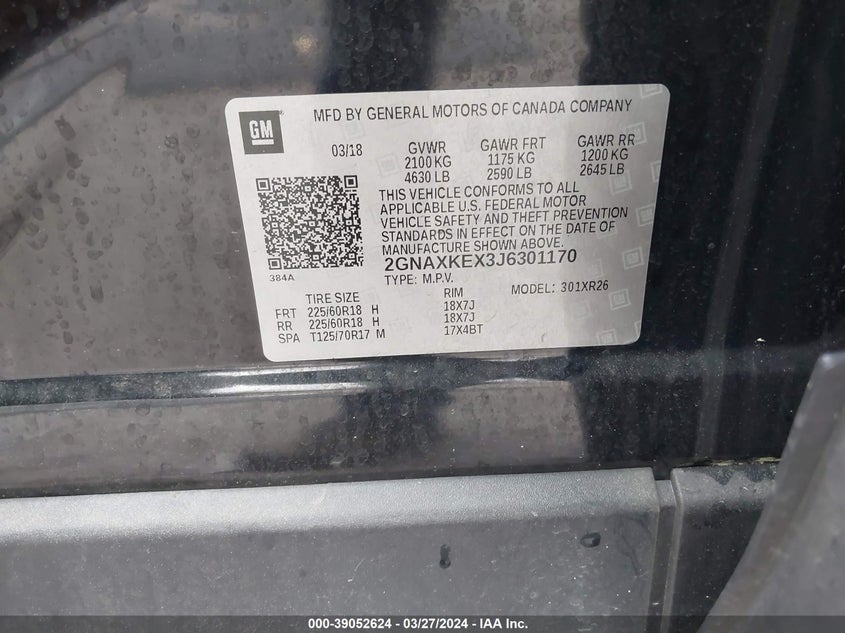 GM
MFD BY GENERAL MOTORS OF CANADA COMPANY
03/18 GVWR GAWR FRT GAWR RR
2100 KG 1175 KG 1200 KG
4630 LB 2590 LB 2645 LB
THIS VEHICLE CONFORMS TO ALL
APPLICABLE U.S. FEDERAL MOTOR
VEHICLE SAFETY AND THEFT PREVENTION
STANDARDS IN EFFECT ON THE DATE OF
MANUFACTURE SHOWN ABOVE.
384A
2GNAXKEX3J6301170
TYPE: M.P.V. MODEL: 301XR26
TIRE SIZE RIM
FRT 225/60R18 H 18X7J
RR 225/60R18 H 18X7J
SPA T125/70R17 M 17X4BT
000-39052624 - 03/27/2024 - IAA Inc.